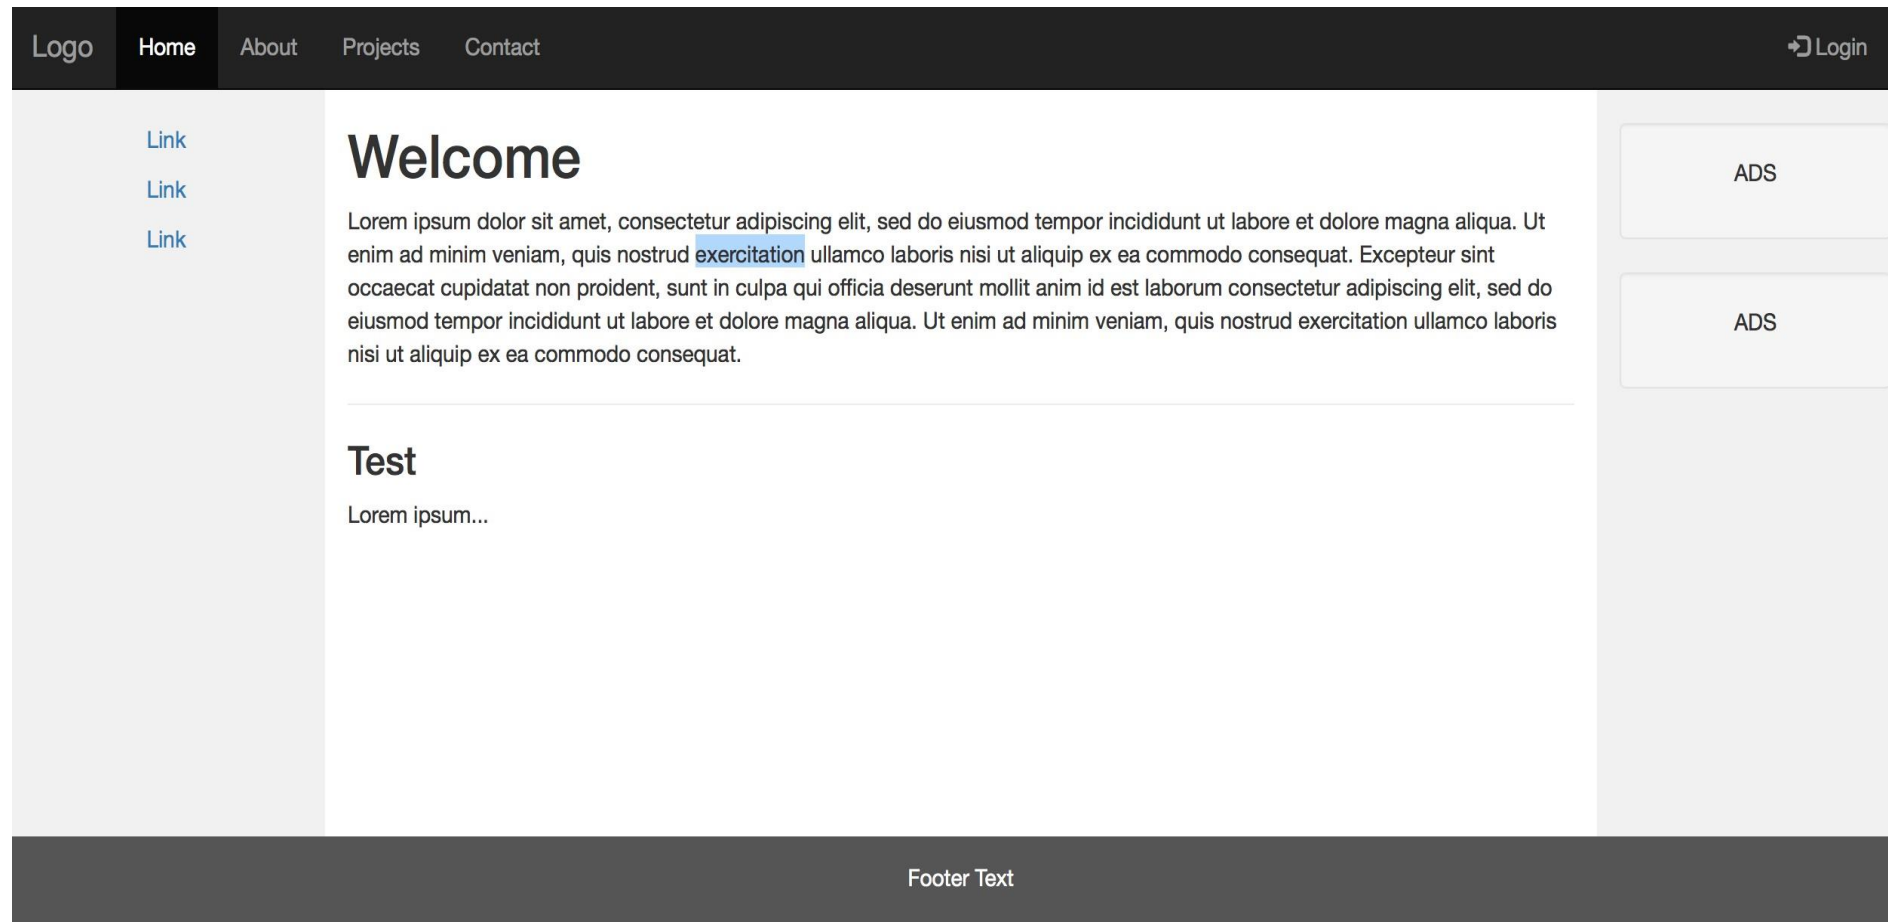 Logo Home About Projects Contact Login
Link
Link
Link
Welcome
Lorem ipsum dolor sit amet, consectetur adipiscing elit, sed do eiusmod tempor incididunt ut labore et dolore magna aliqua. Ut
enim ad minim veniam, quis nostrud exercitation ullamco laboris nisi ut aliquip ex ea commodo consequat. Excepteur sint
occaecat cupidatat non proident, sunt in culpa qui officia deserunt mollit anim id est laborum consectetur adipiscing elit, sed do
eiusmod tempor incididunt ut labore et dolore magna aliqua. Ut enim ad minim veniam, quis nostrud exercitation ullamco laboris
nisi ut aliquip ex ea commodo consequat.
Test
Lorem ipsum...
ADS
ADS
Footer Text